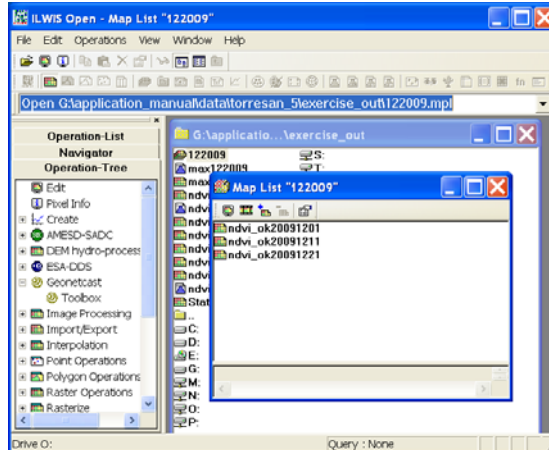 ILWIS Open - Map List "122009"
File Edit Operations View Window Help
Open G:\application_manual\data\torresan_5\exercise_out\122009.mpl
Operation-List
Navigator
Operation-Tree
Edit
Pixel Info
Create
AMESD-SADC
DEM hydro-process
ESA-DDS
Geonetcast
Toolbox
Image Processing
Import/Export
Interpolation
Point Operations
Polygon Operations
Raster Operations
Rasterize
G:\applicatio...\exercise_out
122009
max122009
max
ndvi
ndvi
ndvi
ndvi
ndvi
ndvi
ndvi
Stat
..
C:
D:
E:
G:
M:
N:
O:
P:
S:
T:
Map List "122009"
ndvi_ok20091201
ndvi_ok20091211
ndvi_ok20091221
Drive O:
Query : None